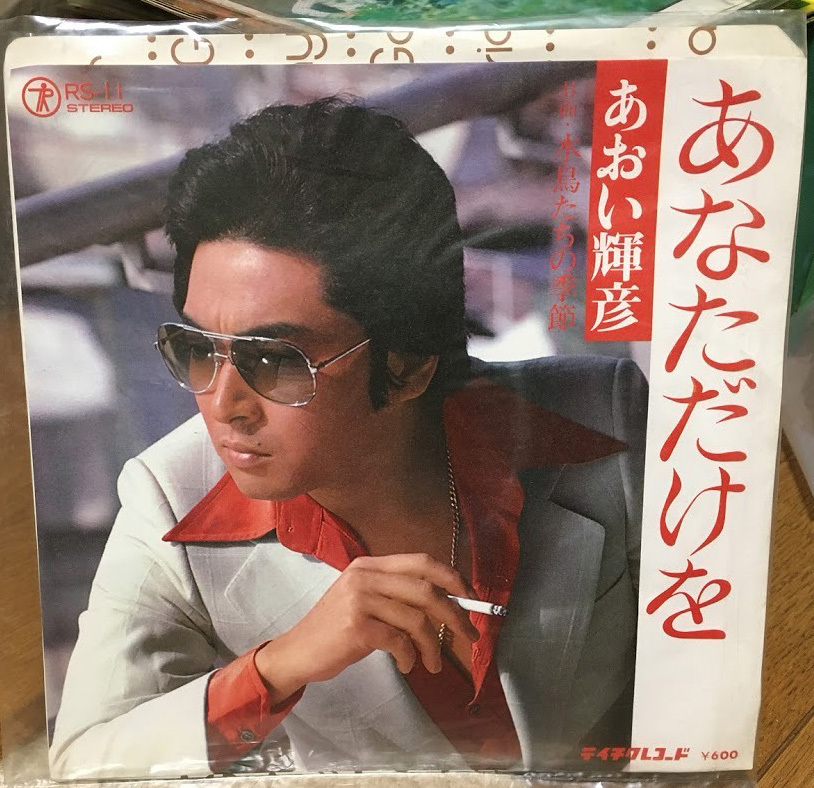 あなただけを
あおい輝彦
B面・水鳥たちの季節
RS-11
STEREO
テイチクレコード ¥600